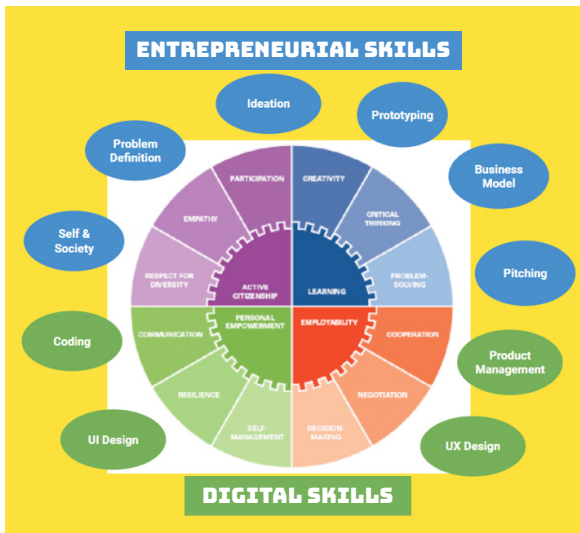 ENTREPRENEURIAL SKILLS
Ideation
Prototyping
Problem
Definition
Business
Model
Self &
Society
Pitching
PARTICIPATION
CREATIVITY
EMPATHY
CRITICAL
THINKING
RESPECT FOR
DIVERSITY
PROBLEM-
SOLVING
ACTIVE
CITIZENSHIP
LEARNING
PERSONAL
EMPOWERMENT
EMPLOYABILITY
COMMUNICATION
COOPERATION
RESILIENCE
NEGOTIATION
SELF-
MANAGEMENT
DECISION-
MAKING
Coding
Product
Management
UI Design
UX Design
DIGITAL SKILLS